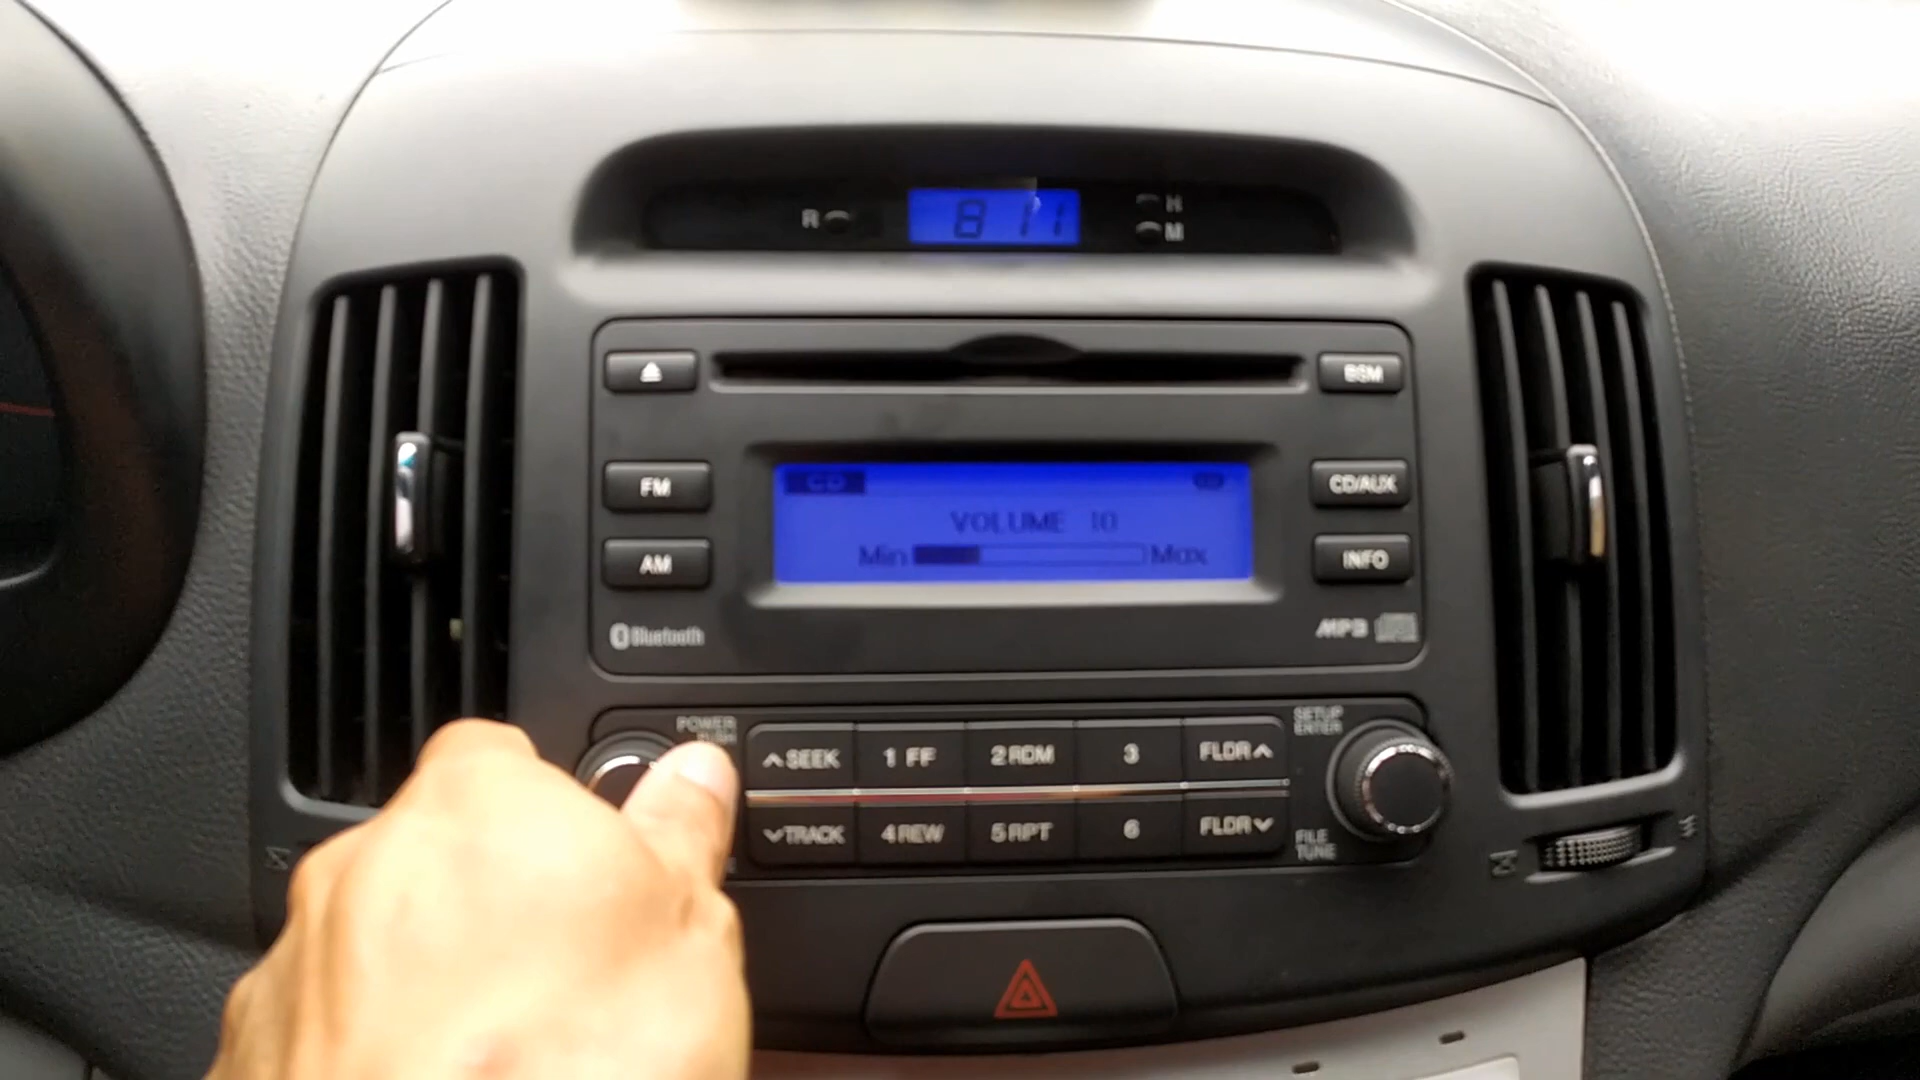 R
8 11
H
M
BSM
FM
CD
CD/AUX
VOLUME 10
Min
Max
AM
INFO
Bluetooth
MP3
POWER
PUSH
SEEK
1 FF
2 RDM
3
FLDR
SETUP
ENTER
TRACK
4 REW
5 RPT
6
FLDR
FILE
TUNE